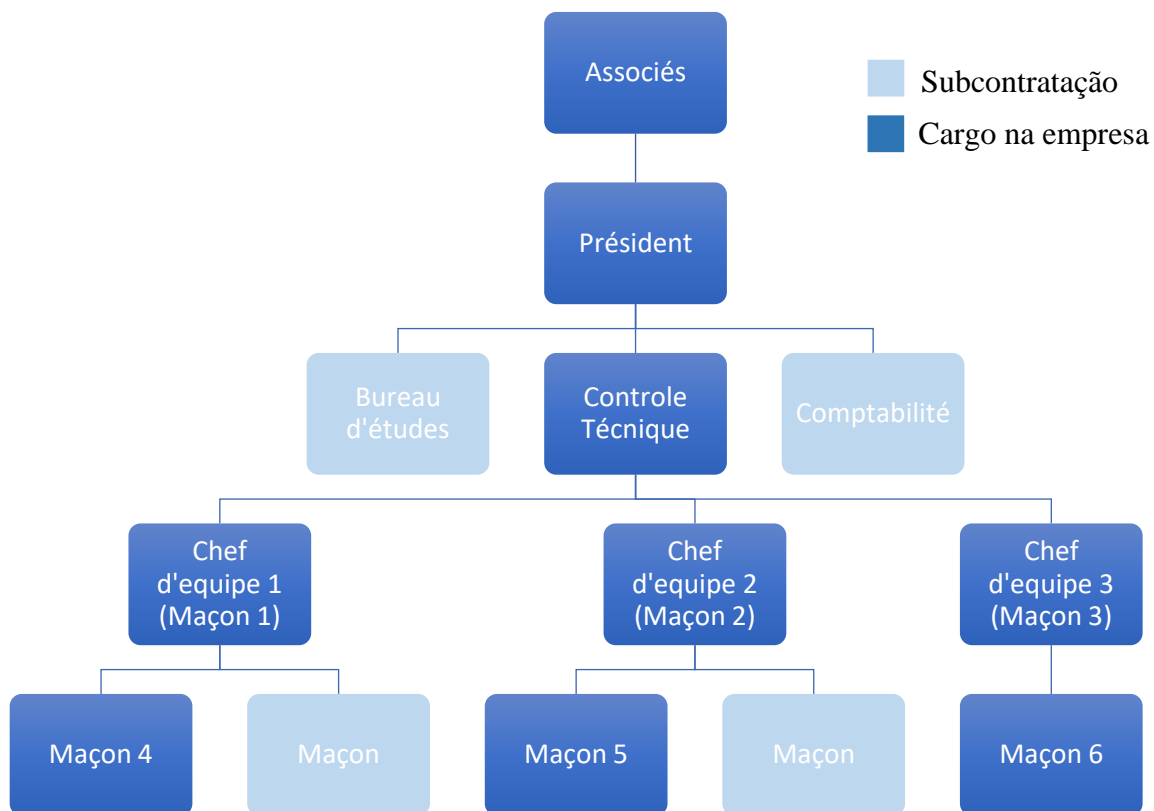 Associés
Subcontratação
Cargo na empresa
Président
Bureau
d'études
Controle
Técnique
Comptabilité
Chef
d'equipe 1
(Maçon 1)
Chef
d'equipe 2
(Maçon 2)
Chef
d'equipe 3
(Maçon 3)
Maçon 4
Maçon
Maçon 5
Maçon
Maçon 6